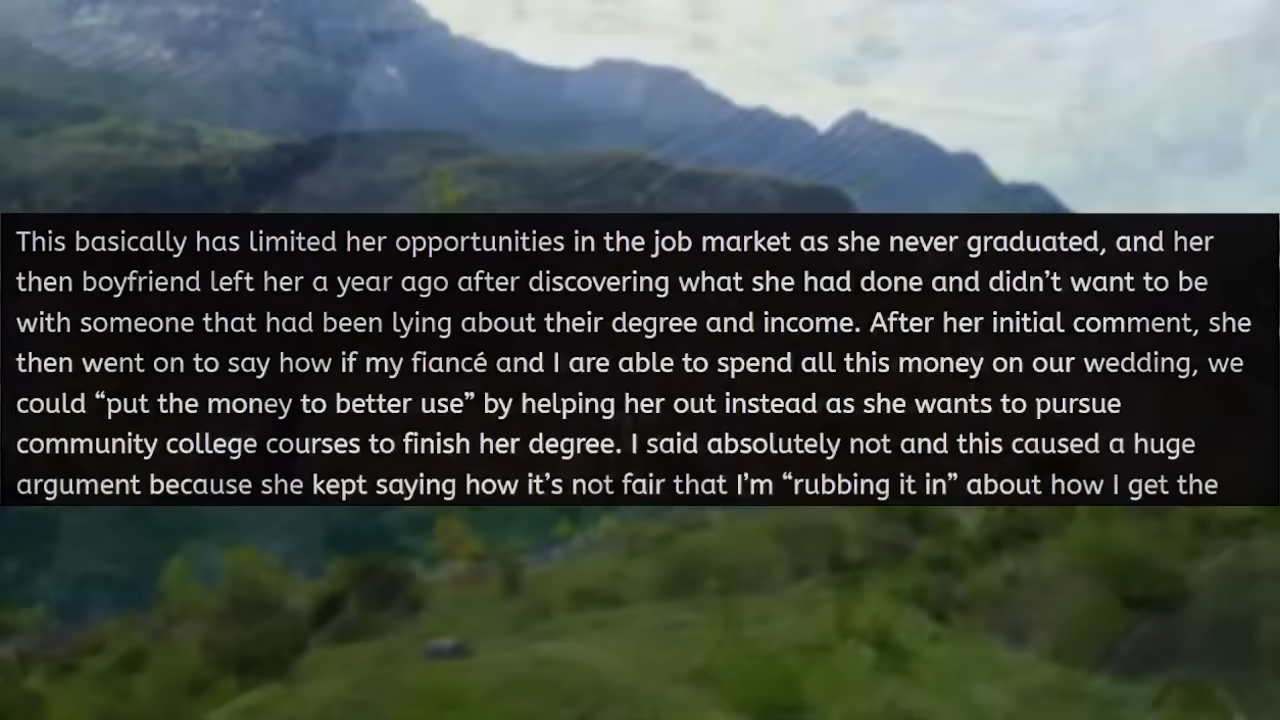 This basically has limited her opportunities in the job market as she never graduated, and her
then boyfriend left her a year ago after discovering what she had done and didn’t want to be
with someone that had been lying about their degree and income. After her initial comment, she
then went on to say how if my fiancé and I are able to spend all this money on our wedding, we
could “put the money to better use” by helping her out instead as she wants to pursue
community college courses to finish her degree. I said absolutely not and this caused a huge
argument because she kept saying how it’s not fair that I’m “rubbing it in” about how I get the